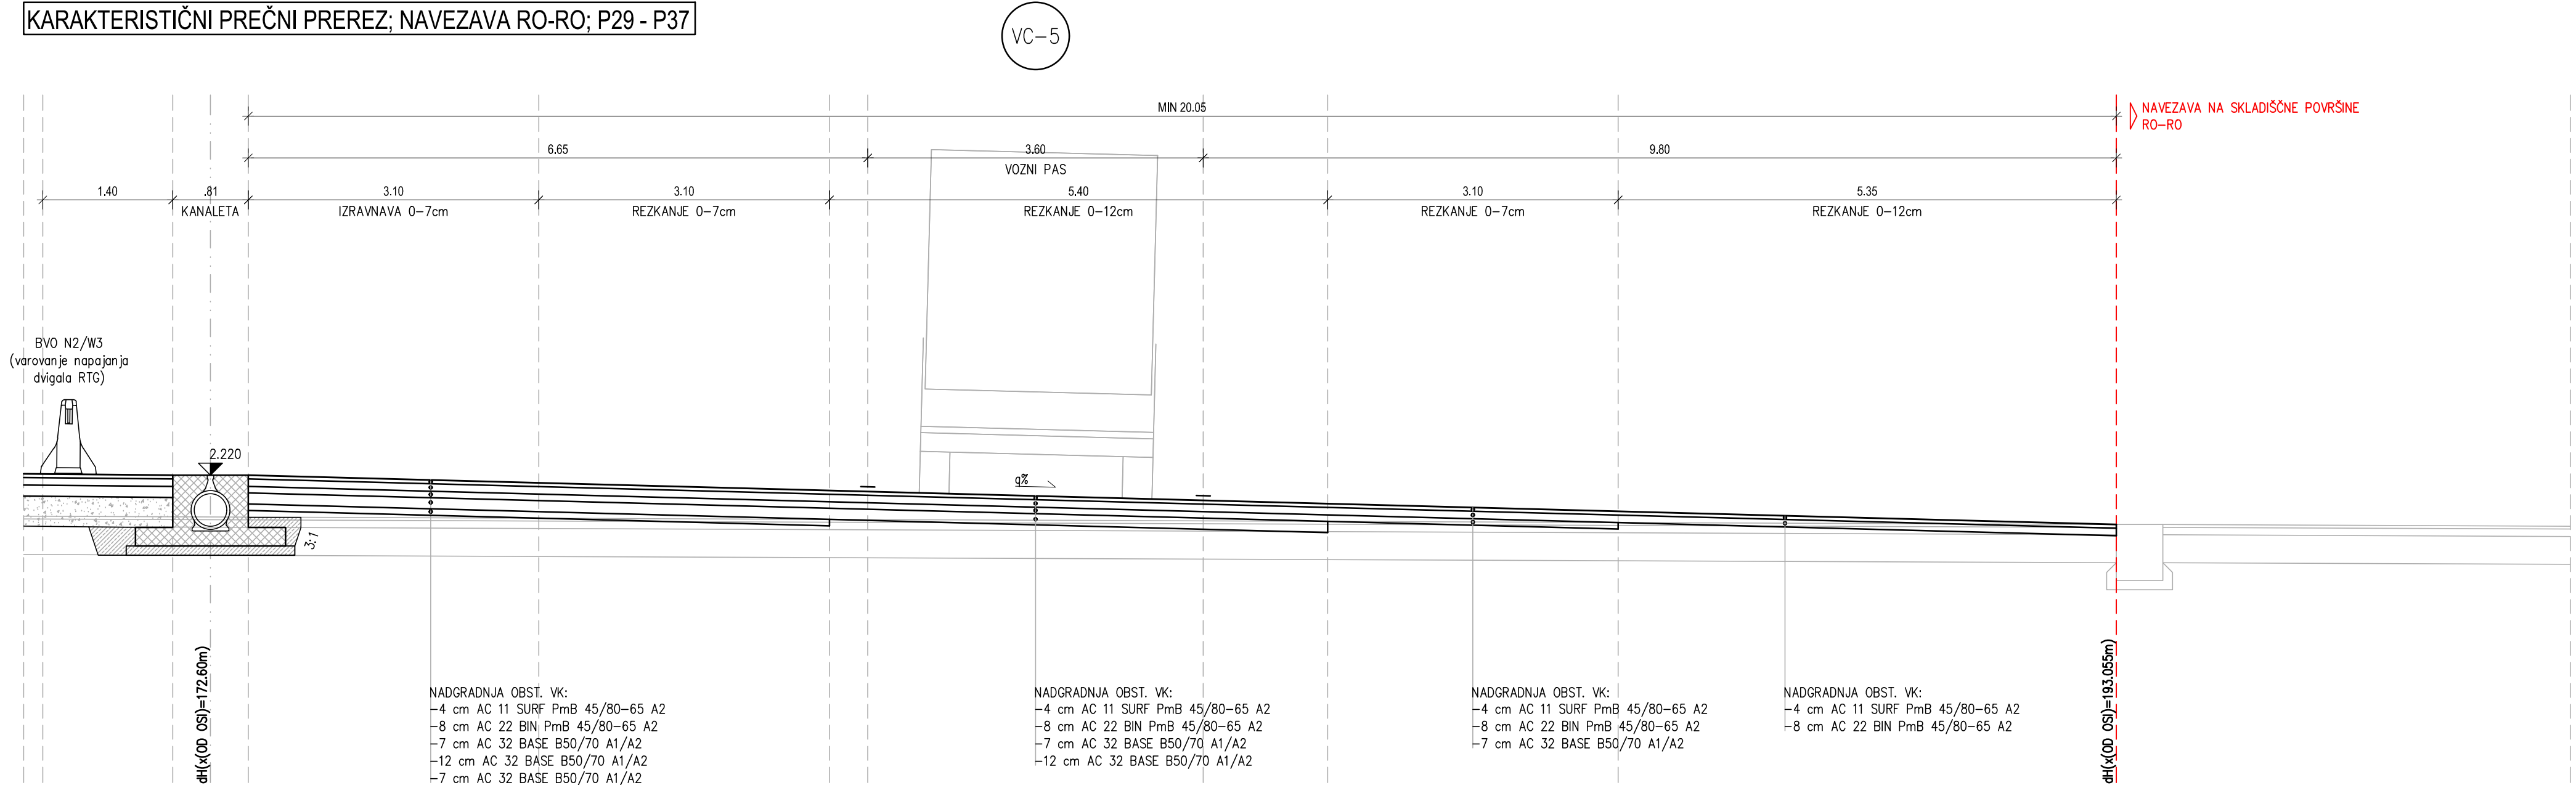 KARAKTERISTIČNI PREČNI PREREZ; NAVEZAVA RO-RO; P29 - P37
VC-5
MIN 20.05
NAVEZAVA NA SKLADIŠČNE POVRŠINE
RO-RO
6.65
3.60
9.80
VOZNI PAS
1.40
.81
3.10
3.10
5.40
3.10
5.35
KANALETA
IZRAVNAVA 0-7cm
REZKANJE 0-7cm
REZKANJE 0-12cm
REZKANJE 0-7cm
REZKANJE 0-12cm
BVO N2/W3
(varovanje napajanja
dvigala RTG)
2.220
q%
3:1
dH(x(OD OSI)=172.60m)
dH(x(OD OSI)=193.055m)
NADGRADNJA OBST. VK:
-4 cm AC 11 SURF PmB 45/80-65 A2
-8 cm AC 22 BIN PmB 45/80-65 A2
-7 cm AC 32 BASE B50/70 A1/A2
-12 cm AC 32 BASE B50/70 A1/A2
-7 cm AC 32 BASE B50/70 A1/A2
NADGRADNJA OBST. VK:
-4 cm AC 11 SURF PmB 45/80-65 A2
-8 cm AC 22 BIN PmB 45/80-65 A2
-7 cm AC 32 BASE B50/70 A1/A2
-12 cm AC 32 BASE B50/70 A1/A2
NADGRADNJA OBST. VK:
-4 cm AC 11 SURF PmB 45/80-65 A2
-8 cm AC 22 BIN PmB 45/80-65 A2
-7 cm AC 32 BASE B50/70 A1/A2
NADGRADNJA OBST. VK:
-4 cm AC 11 SURF PmB 45/80-65 A2
-8 cm AC 22 BIN PmB 45/80-65 A2